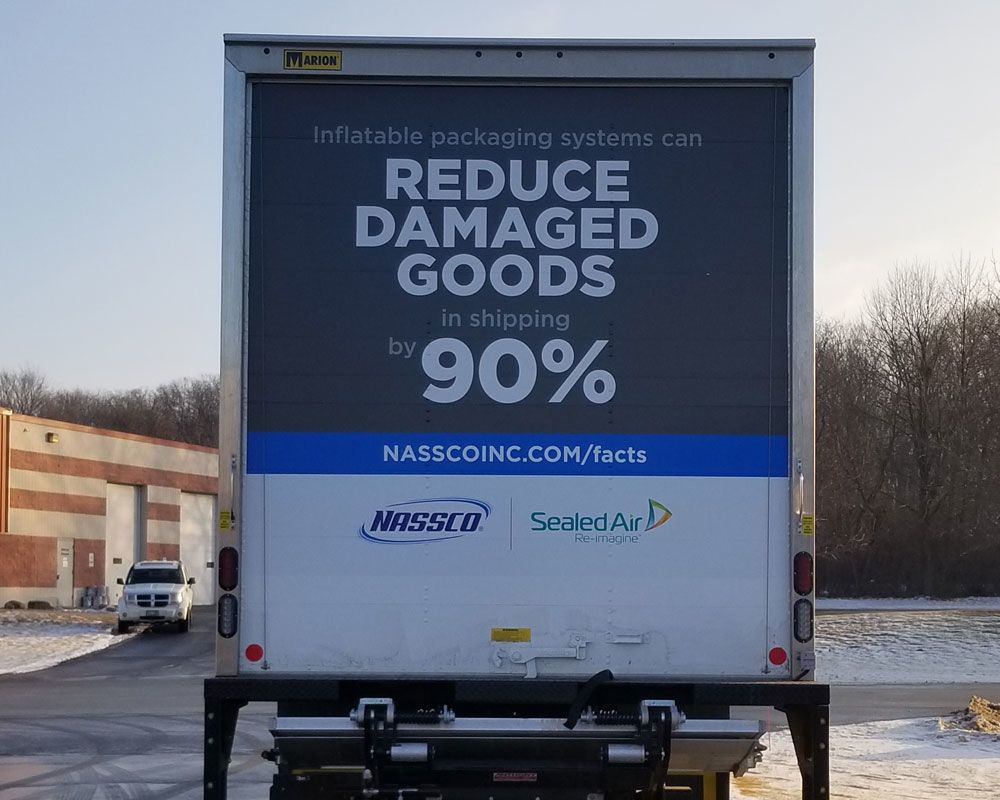 MARION
Inflatable packaging systems can
REDUCE
DAMAGED
GOODS
in shipping
by 90%
NASSCOINC.COM/facts
NASSCO
Sealed Air
Re-imagine™